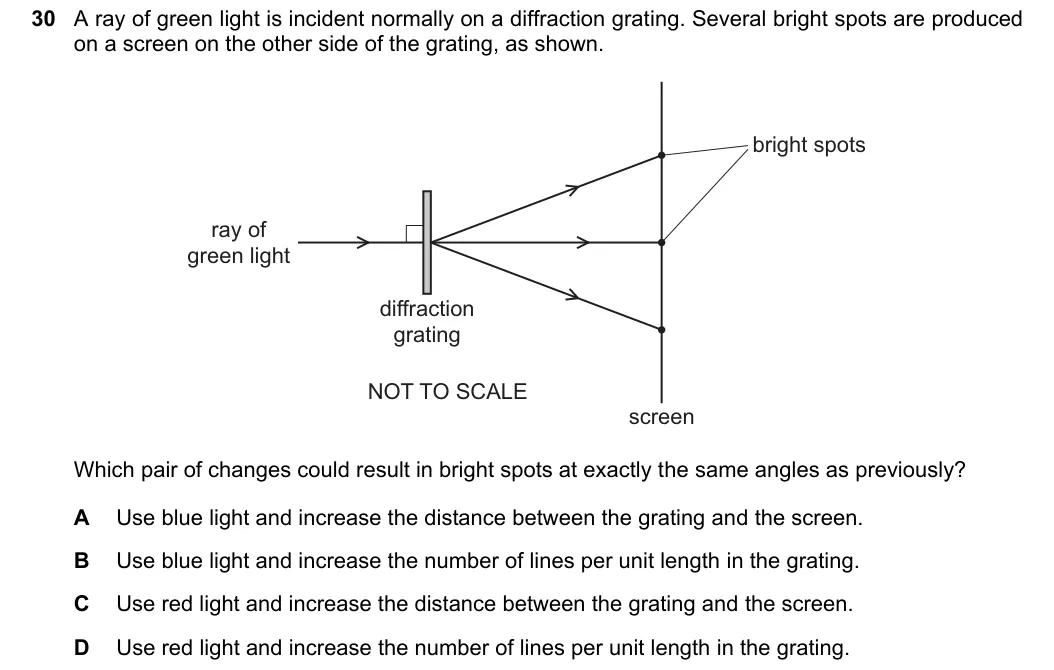 30 A ray of green light is incident normally on a diffraction grating. Several bright spots are produced
on a screen on the other side of the grating, as shown.
bright spots
ray of
green light
diffraction
grating
NOT TO SCALE
screen
Which pair of changes could result in bright spots at exactly the same angles as previously?
A Use blue light and increase the distance between the grating and the screen.
B Use blue light and increase the number of lines per unit length in the grating.
C Use red light and increase the distance between the grating and the screen.
D Use red light and increase the number of lines per unit length in the grating.